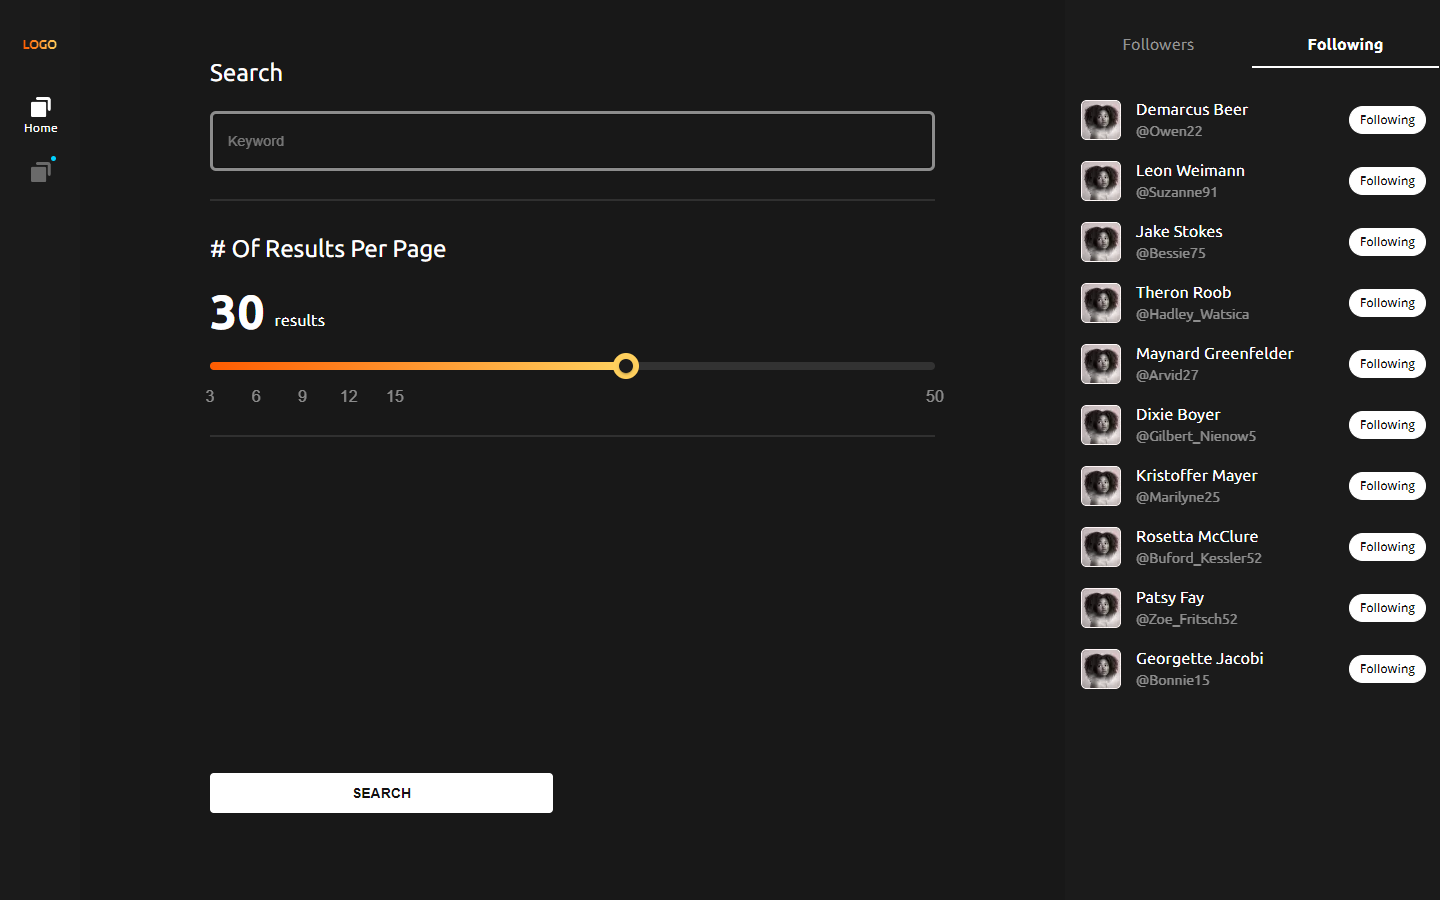 LOGO
Home
Search
Keyword
# Of Results Per Page
30 results
3 6 9 12 15 50
SEARCH
Followers Following
Demarcus Beer
@Owen22
Following
Leon Weimann
@Suzanne91
Following
Jake Stokes
@Bessie75
Following
Theron Roob
@Hadley_Watsica
Following
Maynard Greenfelder
@Arvid27
Following
Dixie Boyer
@Gilbert_Nienow5
Following
Kristoffer Mayer
@Marilyne25
Following
Rosetta McClure
@Buford_Kessler52
Following
Patsy Fay
@Zoe_Fritsch52
Following
Georgette Jacobi
@Bonnie15
Following